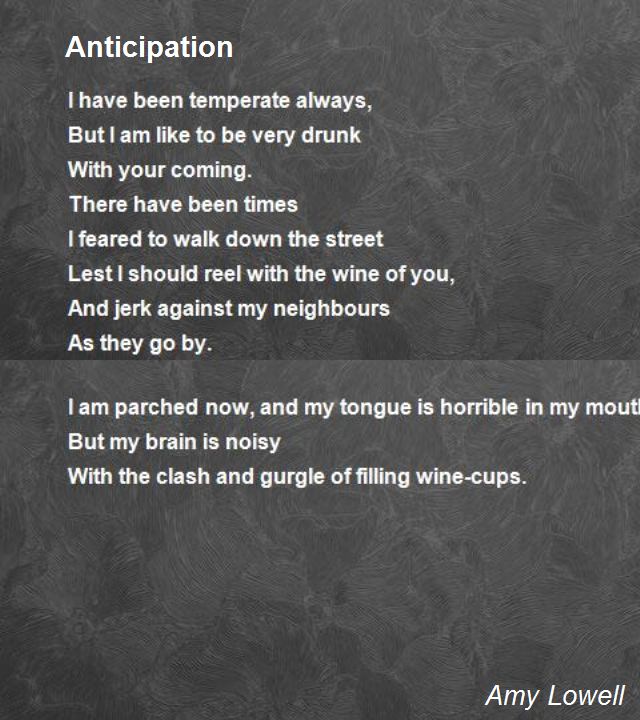 Anticipation
I have been temperate always,
But I am like to be very drunk
With your coming.
There have been times
I feared to walk down the street
Lest I should reel with the wine of you,
And jerk against my neighbours
As they go by.
I am parched now, and my tongue is horrible in my mout
But my brain is noisy
With the clash and gurgle of filling wine-cups.
Amy Lowell